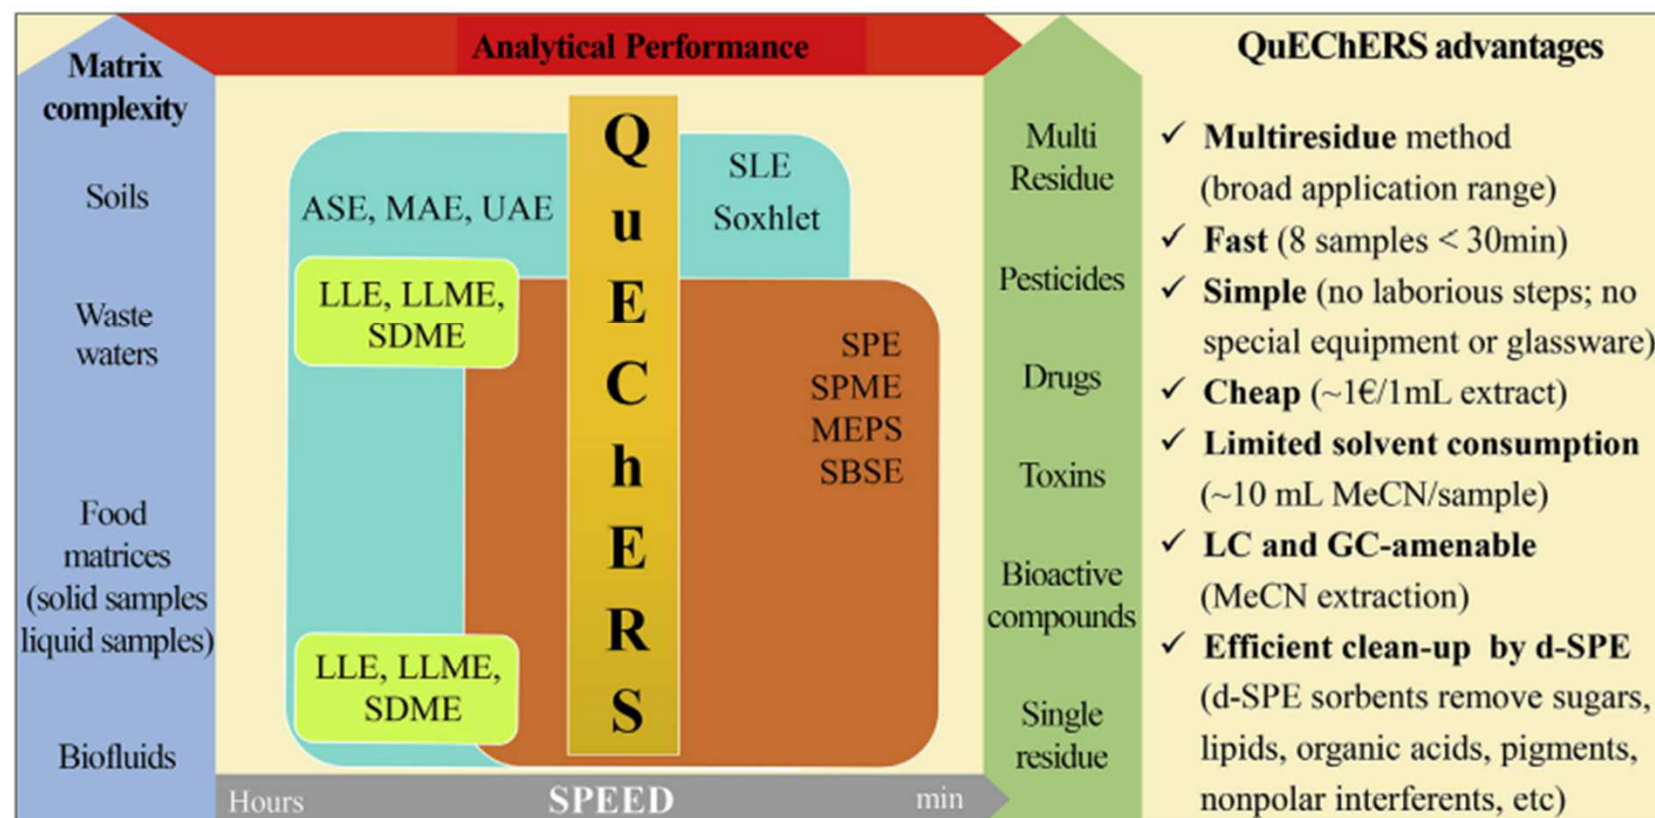 Matrix
complexity
Soils
Waste
waters
Food
matrices
(solid samples
liquid samples)
Biofluids
Analytical Performance
ASE, MAE, UAE
LLE, LLME,
SDME
LLE, LLME,
SDME
Q
u
E
C
h
E
R
S
SLE
Soxhlet
SPE
SPME
MEPS
SBSE
Hours
SPEED
min
Multi
Residue
Pesticides
Drugs
Toxins
Bioactive
compounds
Single
residue
QuEChERS advantages
✓ Multiresidue method
(broad application range)
✓ Fast (8 samples < 30min)
✓ Simple (no laborious steps; no
special equipment or glassware)
✓ Cheap (~1€/1mL extract)
✓ Limited solvent consumption
(~10 mL MeCN/sample)
✓ LC and GC-amenable
(MeCN extraction)
✓ Efficient clean-up by d-SPE
(d-SPE sorbents remove sugars,
lipids, organic acids, pigments,
nonpolar interferents, etc)